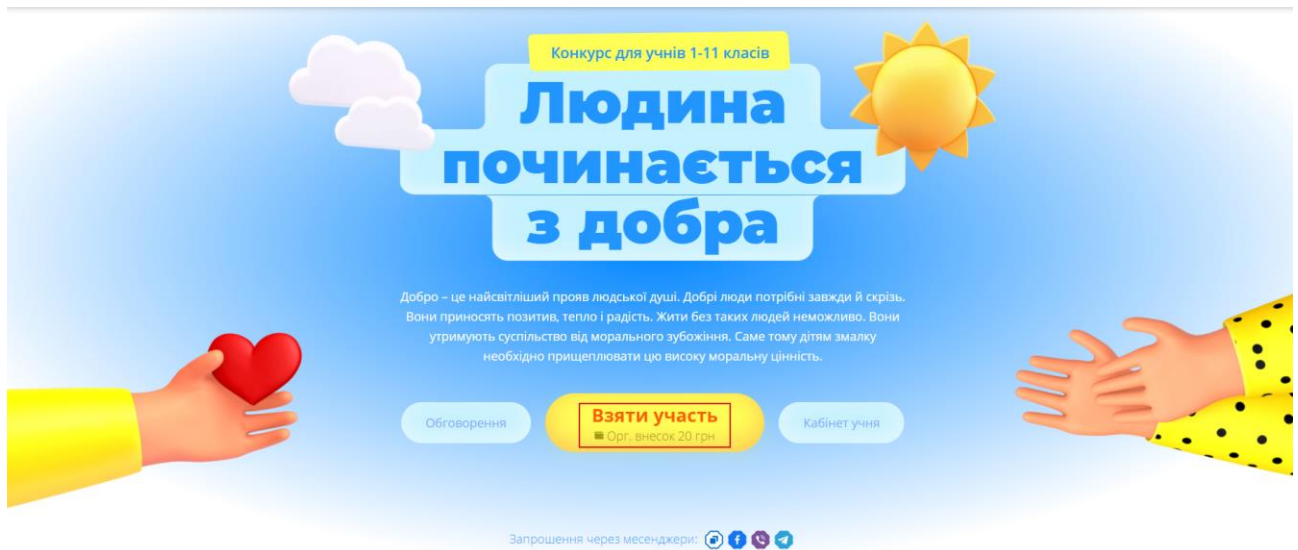 Конкурс для учнів 1-11 класів
Людина
починається
з добра
Добро – це найсвітліший прояв людської душі. Добрі люди потрібні завжди й скрізь.
Вони приносять позитив, тепло і радість. Жити без таких людей неможливо. Вони
утримують суспільство від морального зубожіння. Саме тому дітям змалку
необхідно прищеплювати цю високу моральну цінність.
Обговорення
Взяти участь
Орг. внесок 20 грн
Кабінет учня
Запрошення через месенджери: